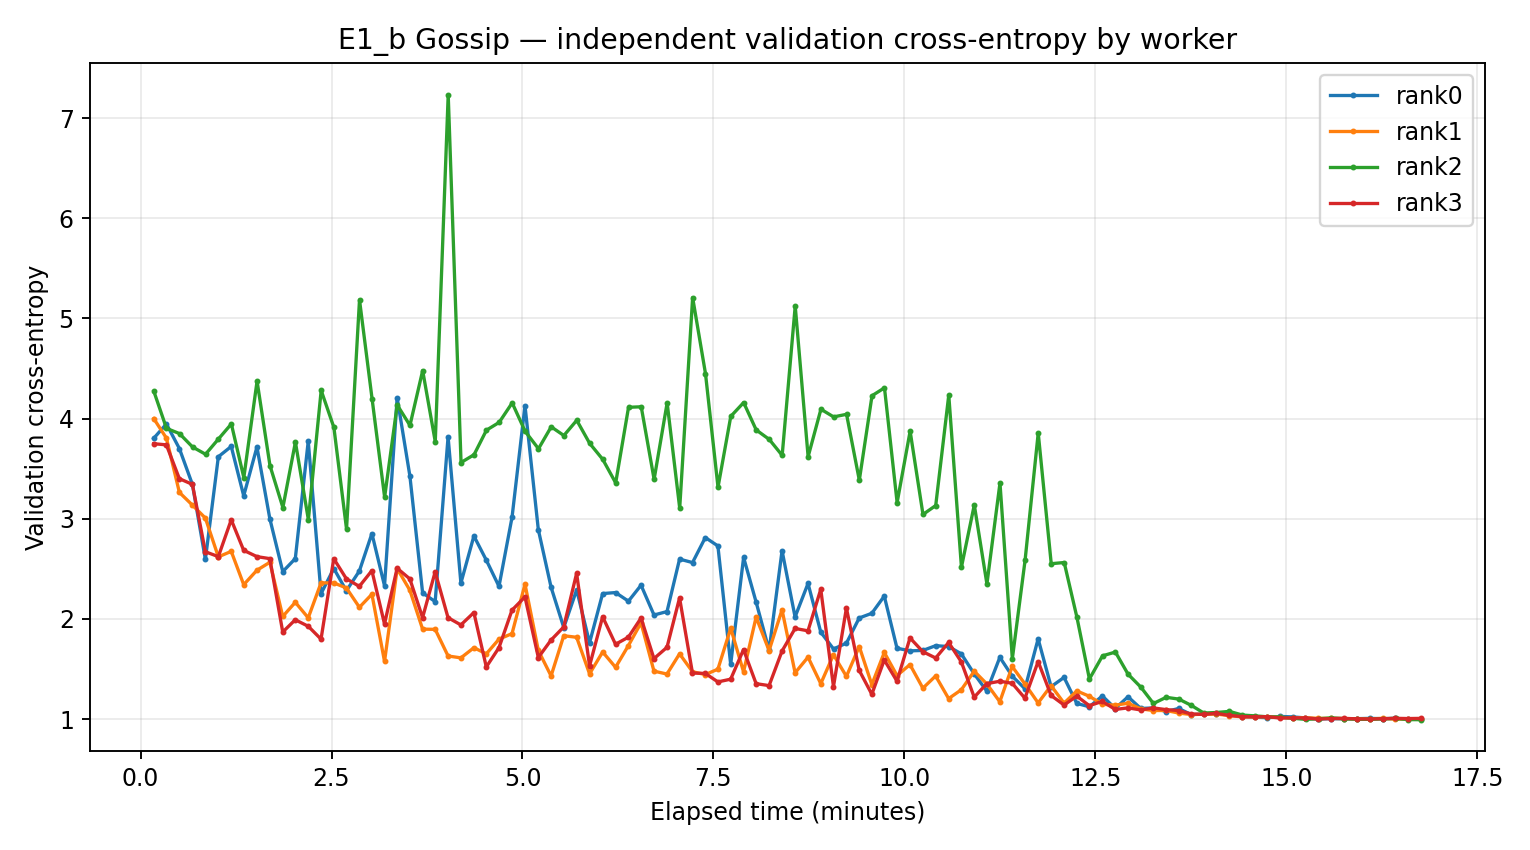 E1_b Gossip — independent validation cross-entropy by worker
rank0
rank1
rank2
rank3
Validation cross-entropy
7
6
5
4
3
2
1
0.0 2.5 5.0 7.5 10.0 12.5 15.0 17.5
Elapsed time (minutes)